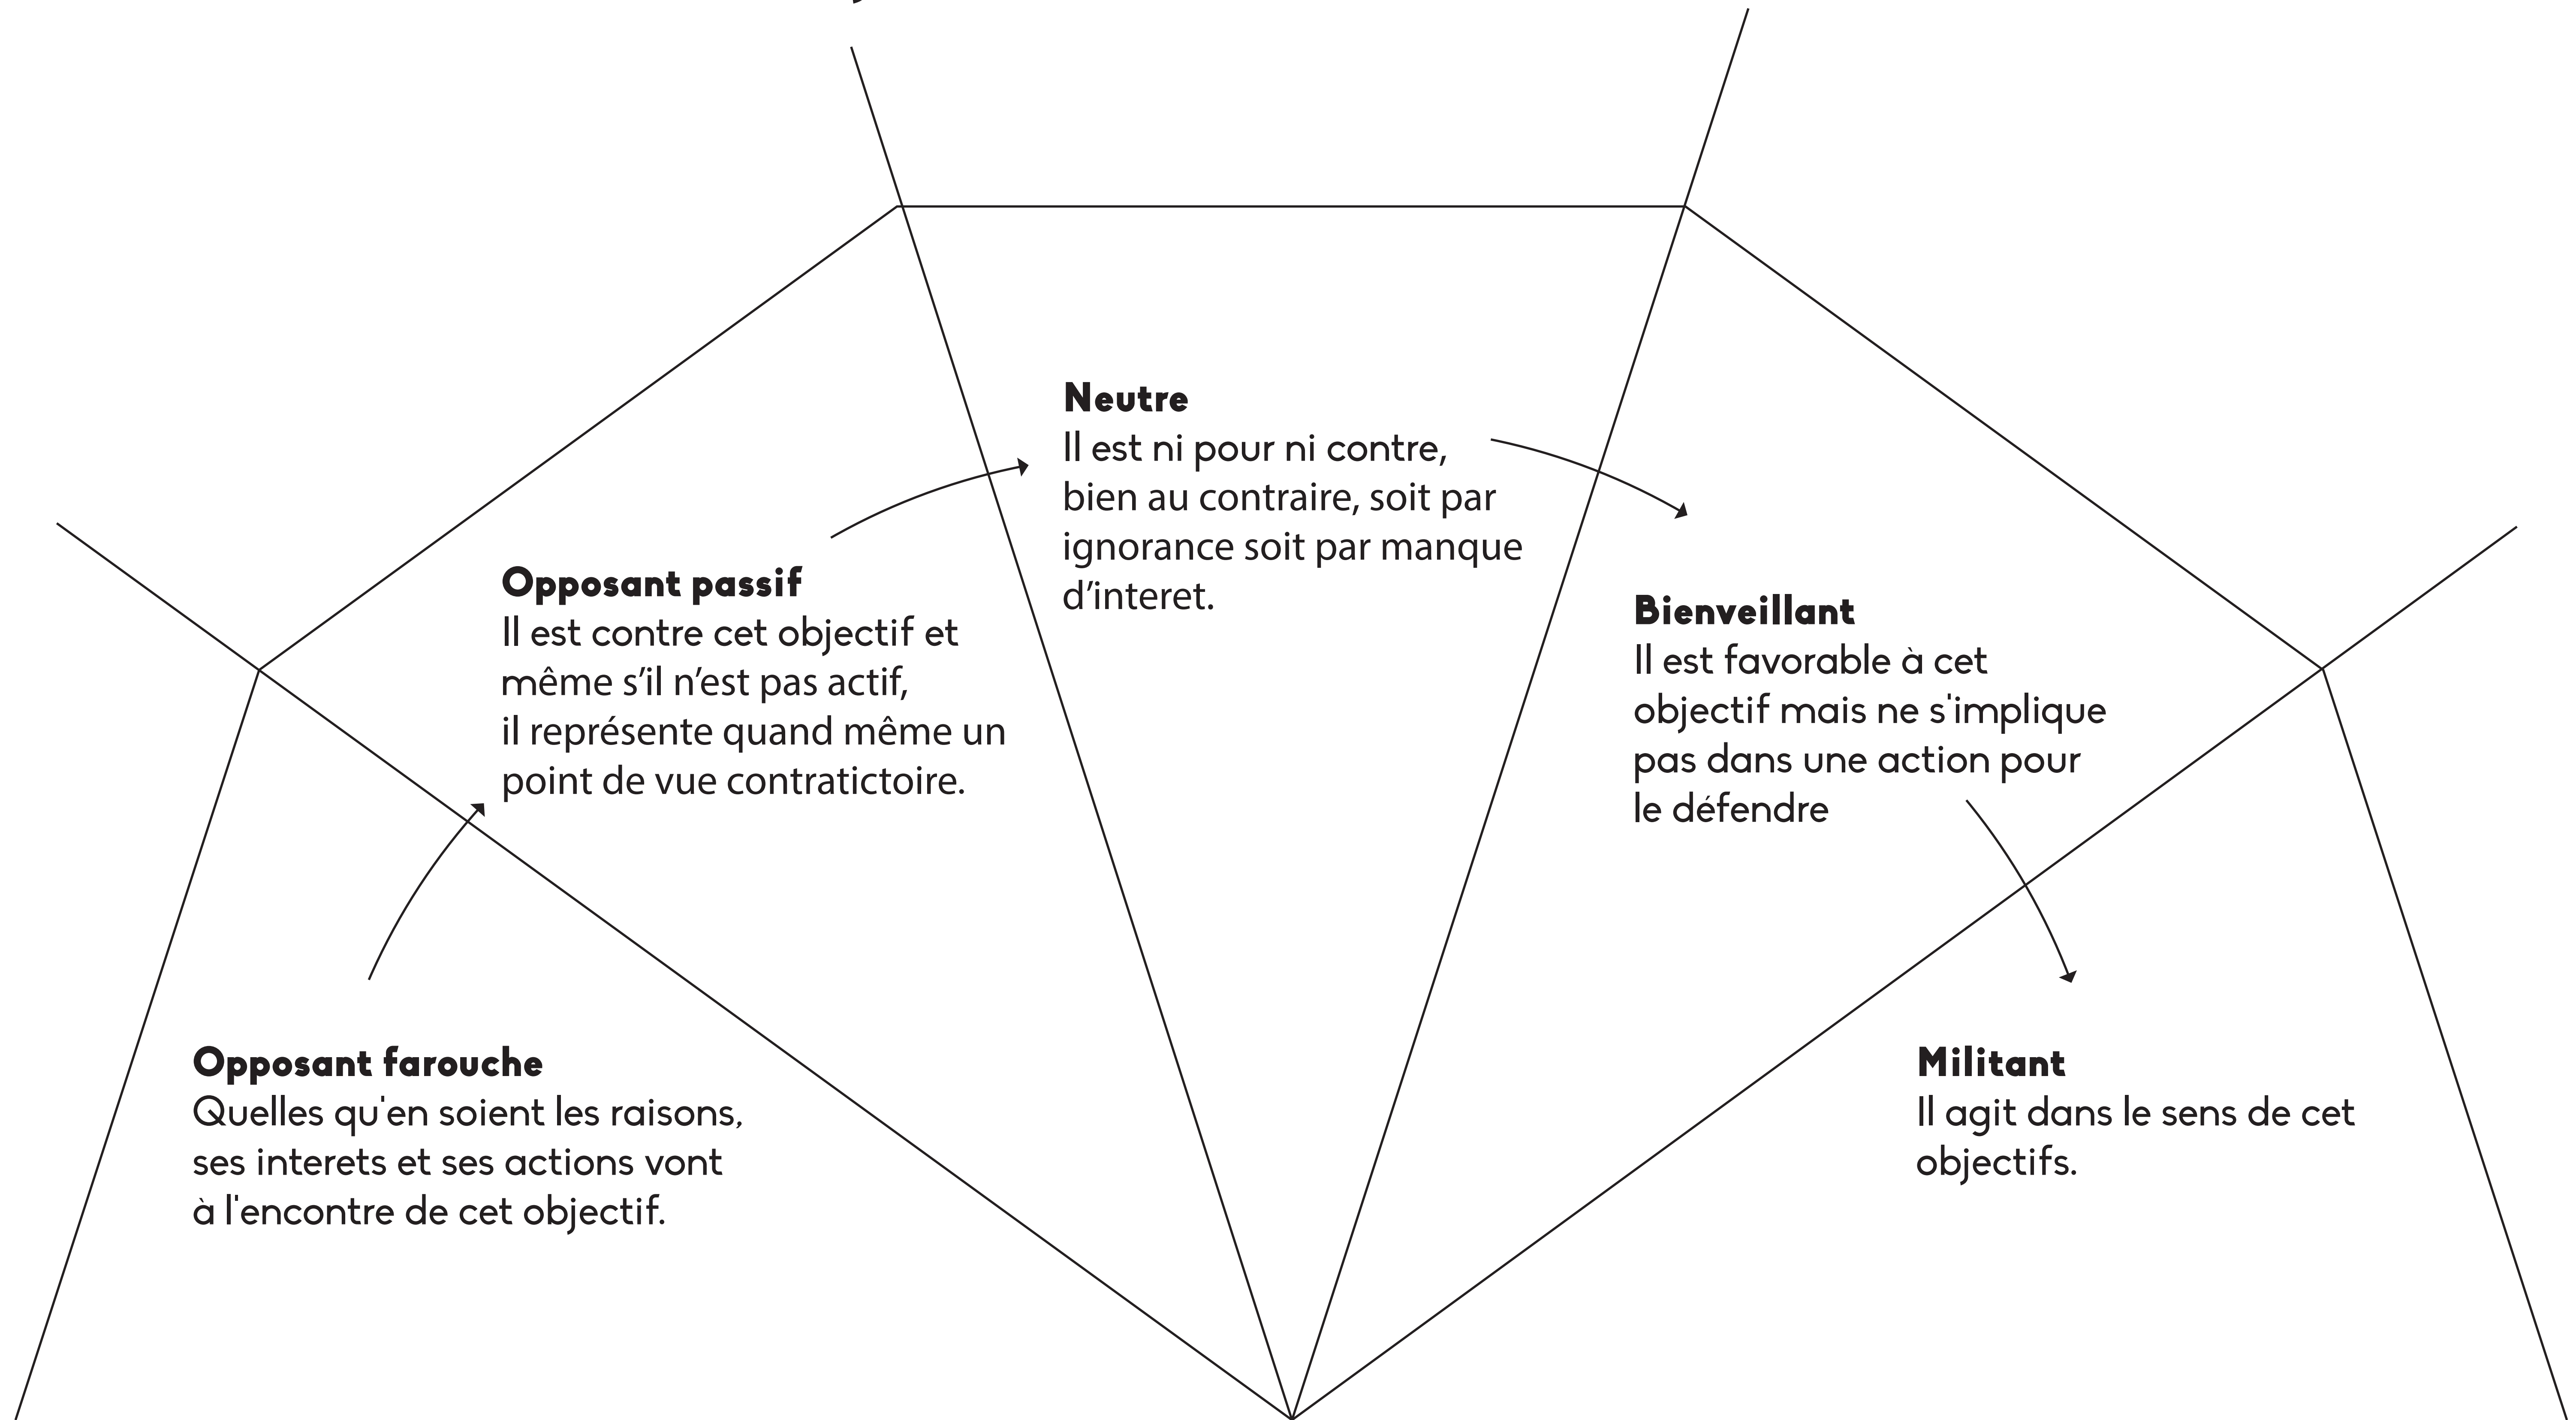 Neutre
Il est ni pour ni contre,
bien au contraire, soit par
ignorance soit par manque
d’interet.
Opposant passif
Il est contre cet objectif et
même s’il n’est pas actif,
il représente quand même un
point de vue contratictoire.
Bienveillant
Il est favorable à cet
objectif mais ne s'implique
pas dans une action pour
le défendre
Opposant farouche
Quelles qu'en soient les raisons,
ses interets et ses actions vont
à l'encontre de cet objectif.
Militant
Il agit dans le sens de cet
objectifs.